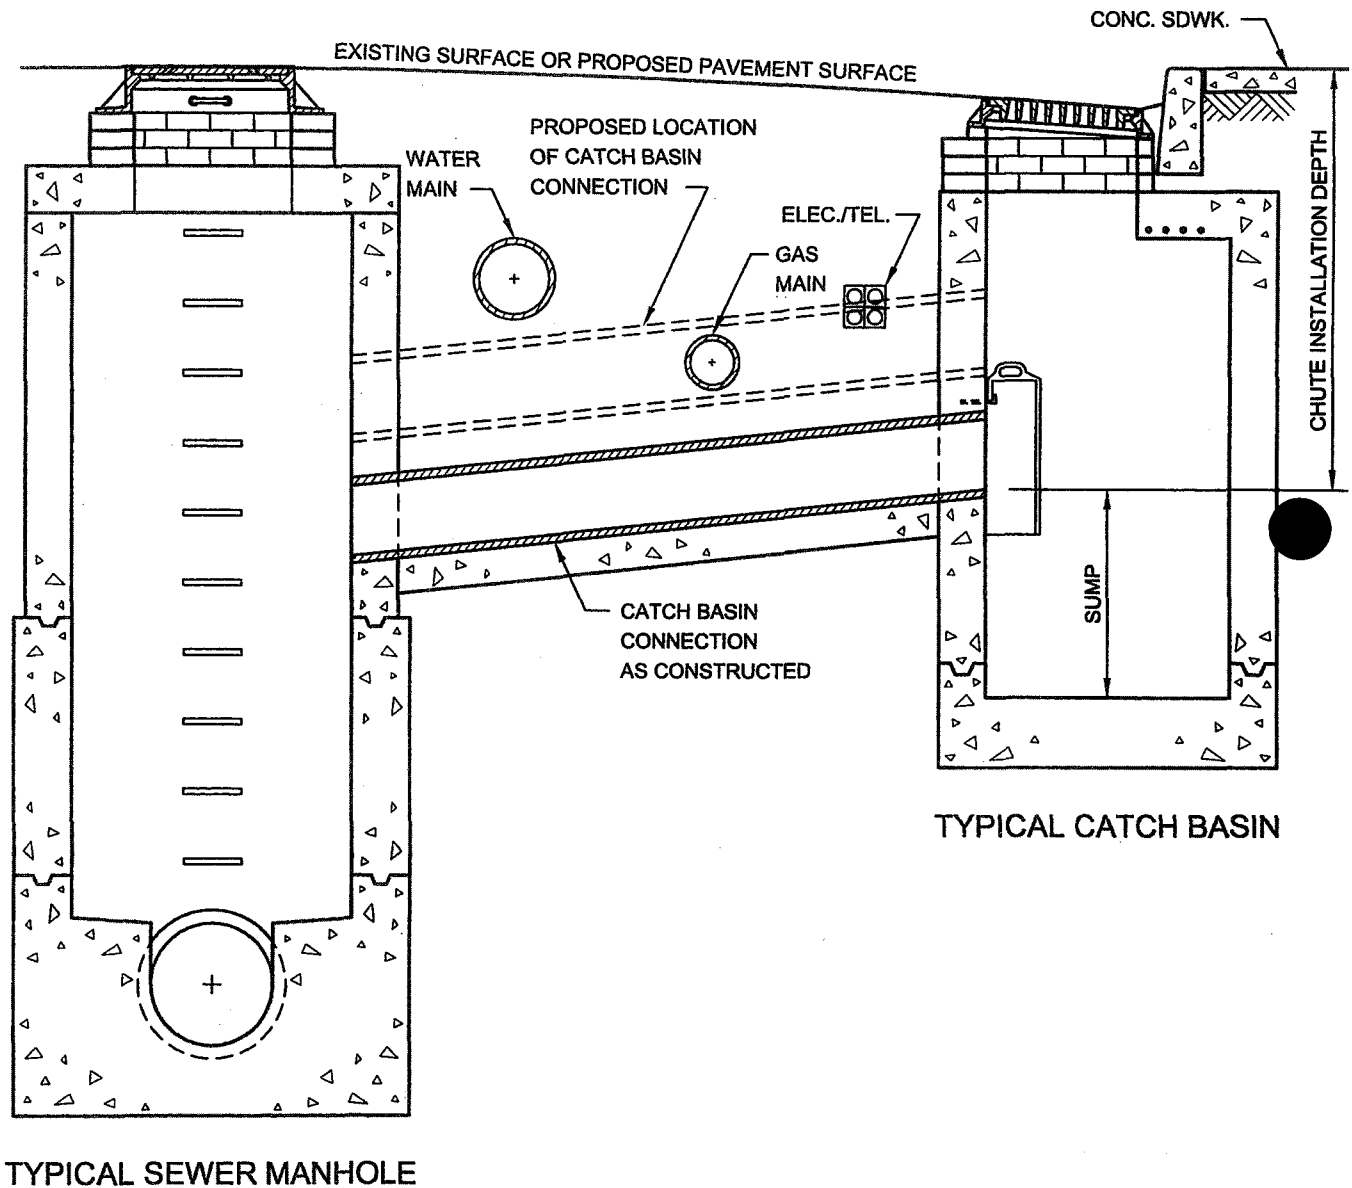 CONC. SDWK.
EXISTING SURFACE OR PROPOSED PAVEMENT SURFACE
PROPOSED LOCATION
OF CATCH BASIN
CONNECTION
WATER
MAIN
ELEC./TEL.
GAS
MAIN
CHUTE INSTALLATION DEPTH
SUMP
CATCH BASIN
CONNECTION
AS CONSTRUCTED
TYPICAL CATCH BASIN
TYPICAL SEWER MANHOLE